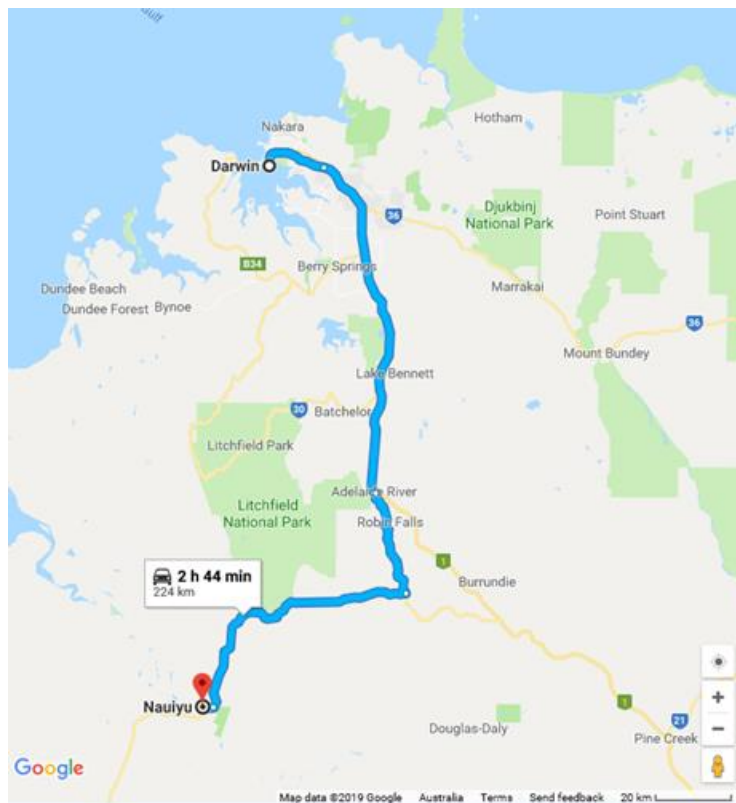 Nakara
Hotham
Darwin
Djukbinj
National Park
Point Stuart
36
B34
Berry Springs
Marrakai
Dundee Beach
Dundee Forest
Bynoe
36
Mount Bundey
Lake Bennett
30
Batchelor
Litchfield Park
Adelaide River
Litchfield
National Park
Robin Falls
1
2 h 44 min
224 km
Burrundie
Nauiyu
1
21
Douglas-Daly
Pine Creek
Google
Map data ©2019 Google Australia Terms Send feedback 20 km